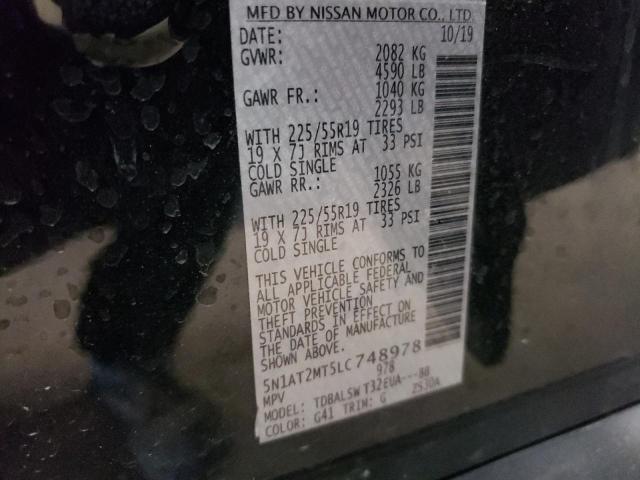 MFD BY NISSAN MOTOR CO., LTD.
DATE: 10/19
GVWR: 2082 KG
4590 LB
GAWR FR.: 1040 KG
2293 LB
WITH 225/55R19 TIRES
19 X 7J RIMS AT 33 PSI
COLD SINGLE
GAWR RR.: 1055 KG
2326 LB
WITH 225/55R19 TIRES
19 X 7J RIMS AT 33 PSI
COLD SINGLE
THIS VEHICLE CONFORMS TO
ALL APPLICABLE FEDERAL
MOTOR VEHICLE SAFETY AND
THEFT PREVENTION
STANDARDS IN EFFECT ON
THE DATE OF MANUFACTURE
SHOWN ABOVE.
5N1AT2MT5LC748978
MPV 978
MODEL: TDBALSW T32EUA---BB
COLOR: G41 TRIM: G 2S30A